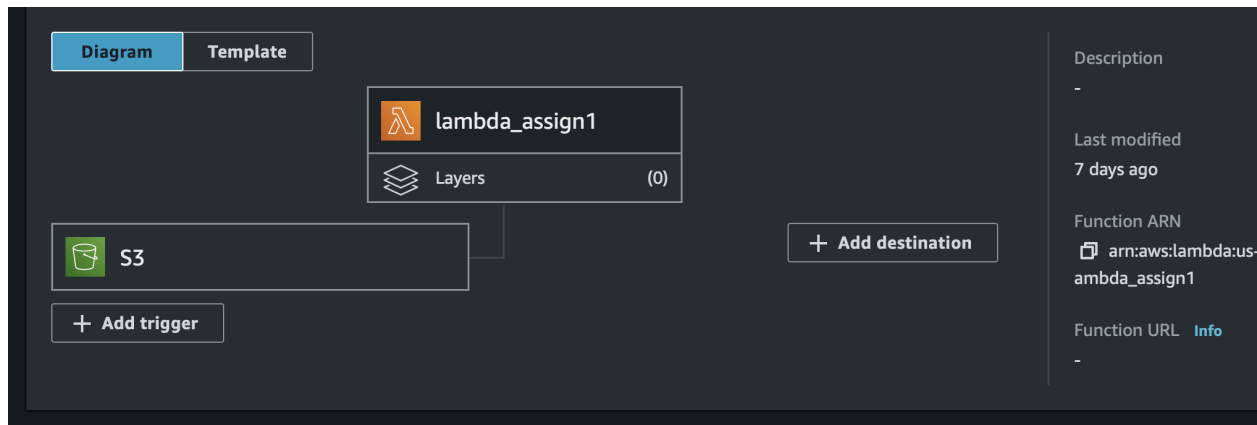 Diagram
Template
lambda_assign1
Layers
(0)
S3
+ Add trigger
+ Add destination
Description
-
Last modified
7 days ago
Function ARN
arn:aws:lambda:us-
ambda_assign1
Function URL Info
-